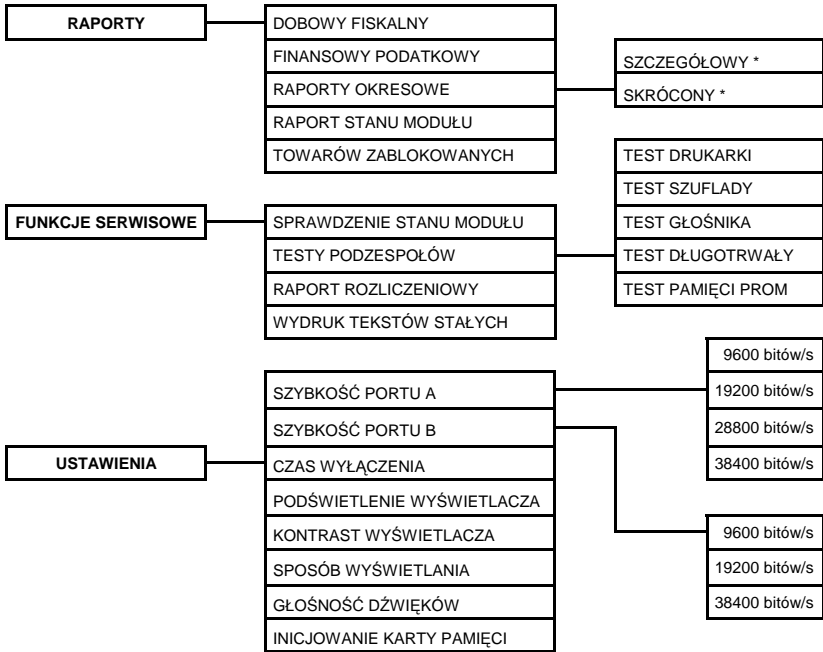 RAPORTY
DOBOWY FISKALNY
FINANSOWY PODATKOWY
RAPORTY OKRESOWE
RAPORT STANU MODUŁU
TOWARÓW ZABLOKOWANYCH
SZCZEGÓŁOWY *
SKRÓCONY *
FUNKCJE SERWISOWE
SPRAWDZENIE STANU MODUŁU
TESTY PODZESPOŁÓW
RAPORT ROZLICZENIOWY
WYDRUK TEKSTÓW STAŁYCH
TEST DRUKARKI
TEST SZUFLADY
TEST GŁOŚNIKA
TEST DŁUGOTRWAŁY
TEST PAMIĘCI PROM
USTAWIENIA
SZYBKOŚĆ PORTU A
SZYBKOŚĆ PORTU B
CZAS WYŁĄCZENIA
PODŚWIETLENIE WYŚWIETLACZA
KONTRAST WYŚWIETLACZA
SPOSÓB WYŚWIETLANIA
GŁOŚNOŚĆ DŹWIĘKÓW
INICJOWANIE KARTY PAMIĘCI
9600 bitów/s
19200 bitów/s
28800 bitów/s
38400 bitów/s
9600 bitów/s
19200 bitów/s
38400 bitów/s